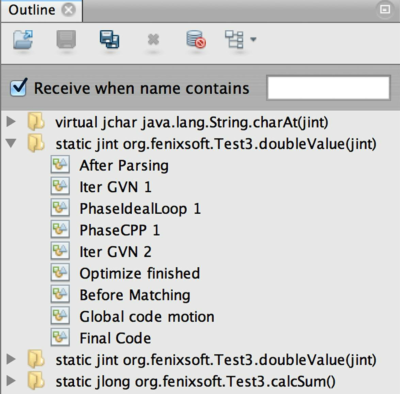 Outline
Receive when name contains
virtual jchar java.lang.String.charAt(jint)
static jint org.fenixsoft.Test3.doubleValue(jint)
After Parsing
Iter GVN 1
PhaseIdealLoop 1
PhaseCPP 1
Iter GVN 2
Optimize finished
Before Matching
Global code motion
Final Code
static jint org.fenixsoft.Test3.doubleValue(jint)
static jlong org.fenixsoft.Test3.calcSum()